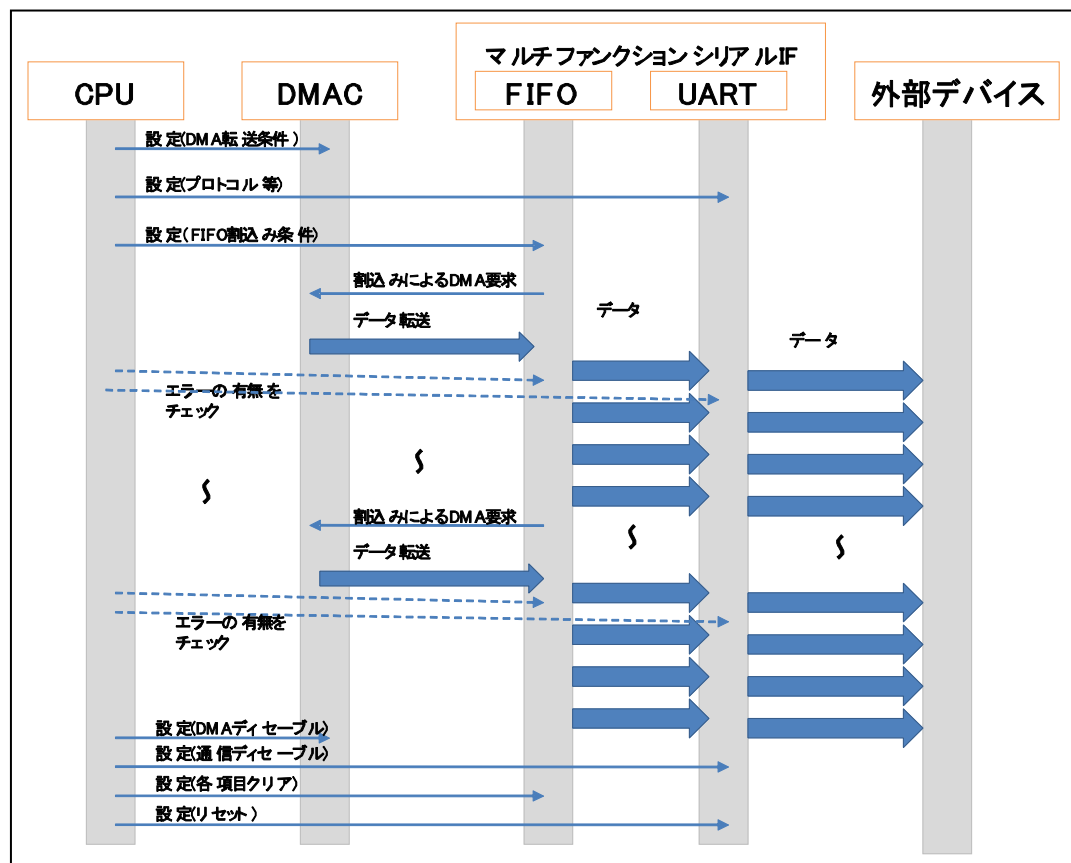 マルチファンクションシリアルIF
CPU
DMAC
FIFO
UART
外部デバイス
設定(DMA転送条件)
設定(プロトコル等)
設定(FIFO割込み条件)
割込みによるDMA要求
データ
データ転送
データ
エラーの有無を
チェック
割込みによるDMA要求
データ転送
エラーの有無を
チェック
設定(DMAディセーブル)
設定(通信ディセーブル)
設定(各項目クリア)
設定(リセット)